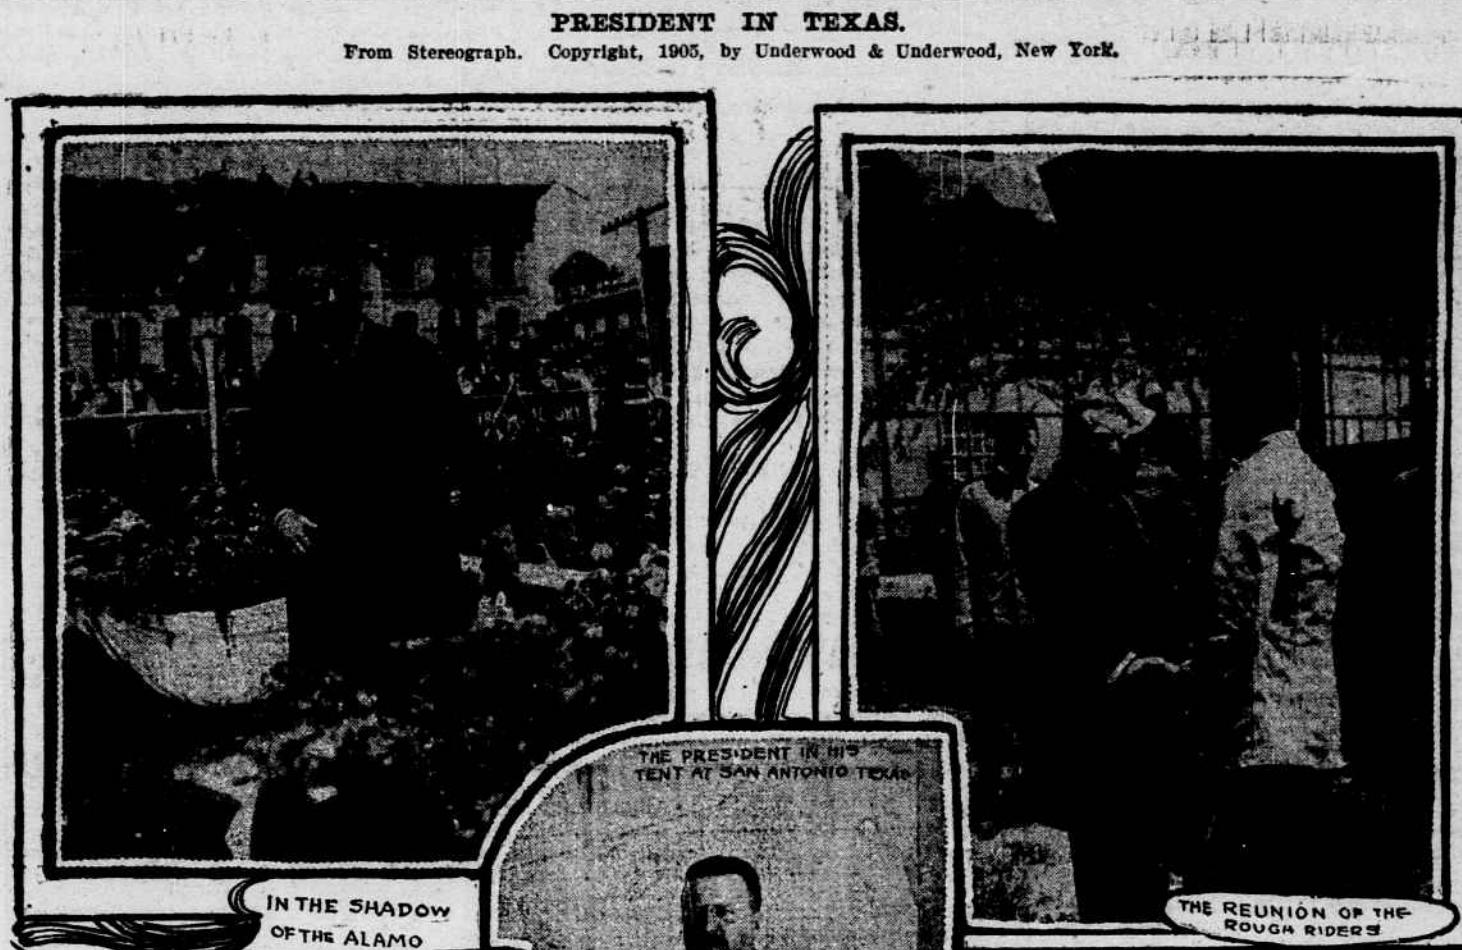 PRESIDENT IN TEXAS.
From Stereograph. Copyright, 1905, by Underwood & Underwood, New York.
THE PRESIDENT IN HIS
TENT AT SAN ANTONIO TEXAS
IN THE SHADOW
OF THE ALAMO
THE REUNION OF THE
ROUGH RIDERS